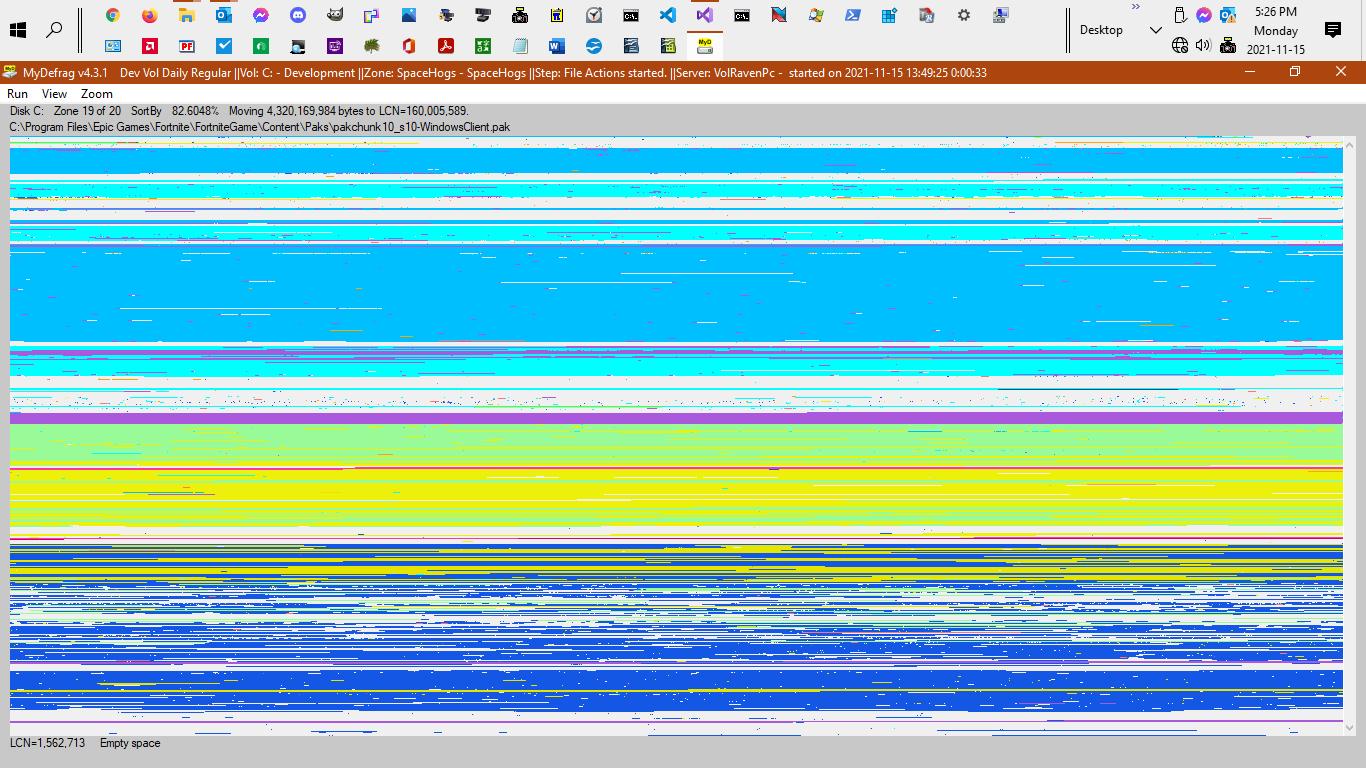 5:26 PM
Desktop
Monday
2021-11-15
MyDefrag v4.3.1 Dev Vol Daily Regular ||Vol: C: - Development ||Zone: SpaceHogs - SpaceHogs ||Step: File Actions started. ||Server: VolRavenPc - started on 2021-11-15 13:49:25 0:00:33
Run View Zoom
Disk C: Zone 19 of 20 SortBy 82.6048% Moving 4,320,169,984 bytes to LCN=160,005,589.
C:\Program Files\Epic Games\Fortnite\FortniteGame\Content\Paks\pakchunk10_s10-WindowsClient.pak
LCN=1,562,713 Empty space